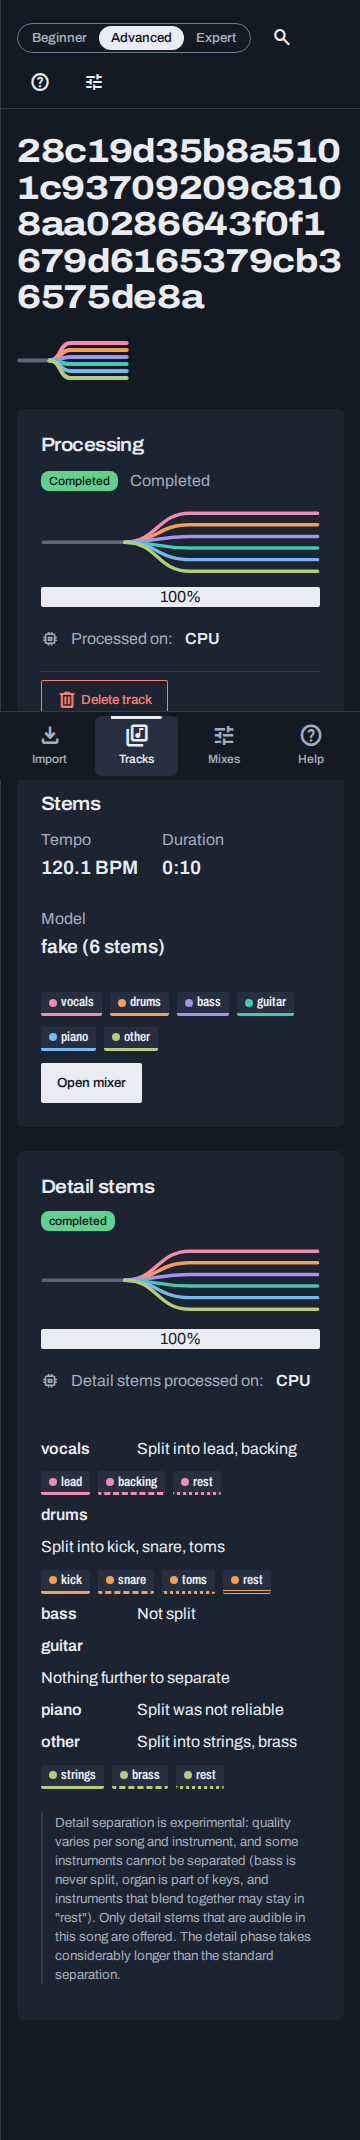 Beginner Advanced Expert
28c19d35b8a510
1c93709209c810
8aa0286643f0f1
679d6165379cb3
6575de8a
Processing
Completed Completed
100%
Processed on: CPU
Delete track
Import Tracks Mixes Help
Stems
Tempo Duration
120.1 BPM 0:10
Model
fake (6 stems)
vocals drums bass guitar
piano other
Open mixer
Detail stems
completed
100%
Detail stems processed on: CPU
vocals Split into lead, backing
lead backing rest
drums
Split into kick, snare, toms
kick snare toms rest
bass Not split
guitar
Nothing further to separate
piano Split was not reliable
other Split into strings, brass
strings brass rest
Detail separation is experimental: quality
varies per song and instrument, and some
instruments cannot be separated (bass is
never split, organ is part of keys, and
instruments that blend together may stay in
"rest"). Only detail stems that are audible in
this song are offered. The detail phase takes
considerably longer than the standard
separation.